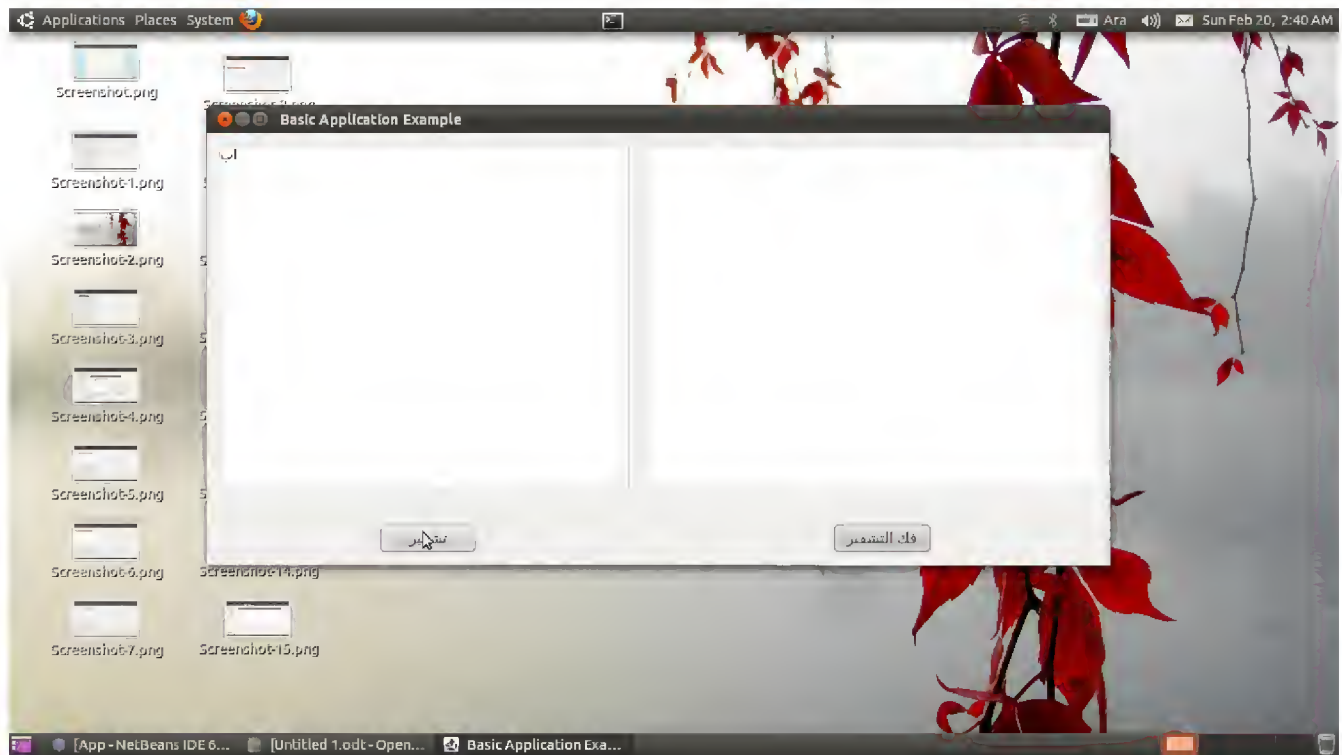 Applications Places System
Ara
Sun Feb 20, 2:40 AM
Screenshot.png
Screenshot-1.png
Screenshot-2.png
Screenshot-3.png
Screenshot-4.png
Screenshot-5.png
Screenshot-6.png
Screenshot-14.png
Screenshot-7.png
Screenshot-15.png
Basic Application Example
اب
فك التشفير
[App - NetBeans IDE 6...
[Untitled 1.odt - Open...
Basic Application Exa...